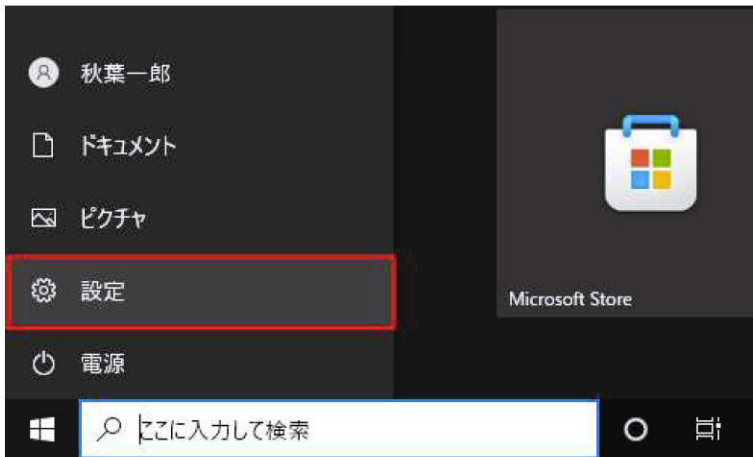 秋葉一郎
ドキュメント
ピクチャ
設定
Microsoft Store
電源
ここに入力して検索